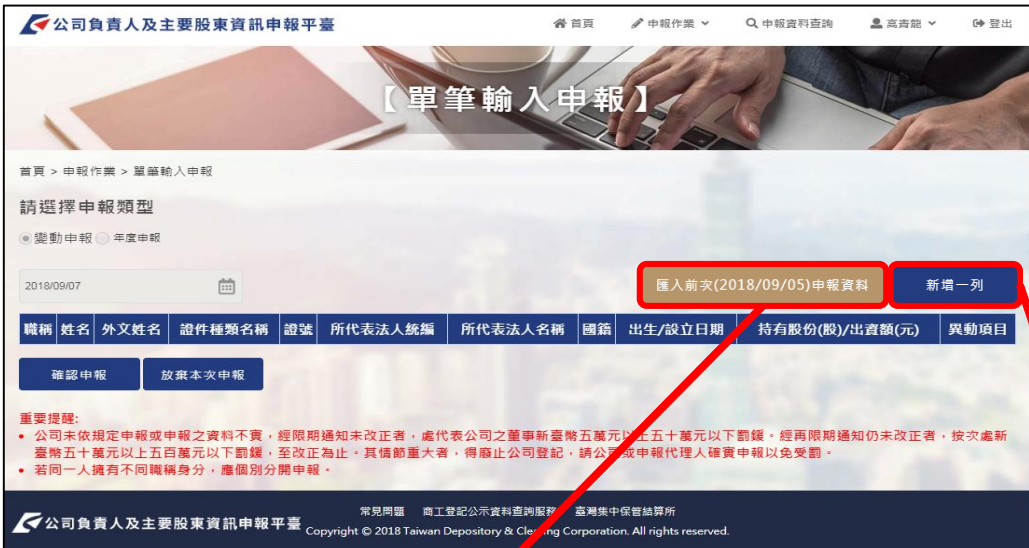 公司負責人及主要股東資訊申報平臺
首頁 申報作業 申報資料查詢 高青龍 登出
【單筆輸入申報】
首頁 > 申報作業 > 單筆輸入申報
請選擇申報類型
變動申報 年度申報
2018/09/07
匯入前次(2018/09/05)申報資料 新增一列
職稱 姓名 外文姓名 證件種類名稱 證號 所代表法人統編 所代表法人名稱 國籍 出生/設立日期 持有股份(股)/出資額(元) 異動項目
確認申報 放棄本次申報
重要提醒:
• 公司未依規定申報或申報之資料不實，經限期通知未改正者，處代表公司之董事新臺幣五萬元以上五十萬元以下罰鍰。經再限期通知仍未改正者，按次處新
臺幣五十萬元以上五百萬元以下罰鍰，至改正為止。其情節重大者，得廢止公司登記，請公司或申報代理人確實申報以免受罰。
• 若同一人擁有不同職稱身分，應個別分開申報。
常見問題 商工登記公示資料查詢服務 臺灣集中保管結算所
公司負責人及主要股東資訊申報平臺
Copyright © 2018 Taiwan Depository & Clearing Corporation. All rights reserved.